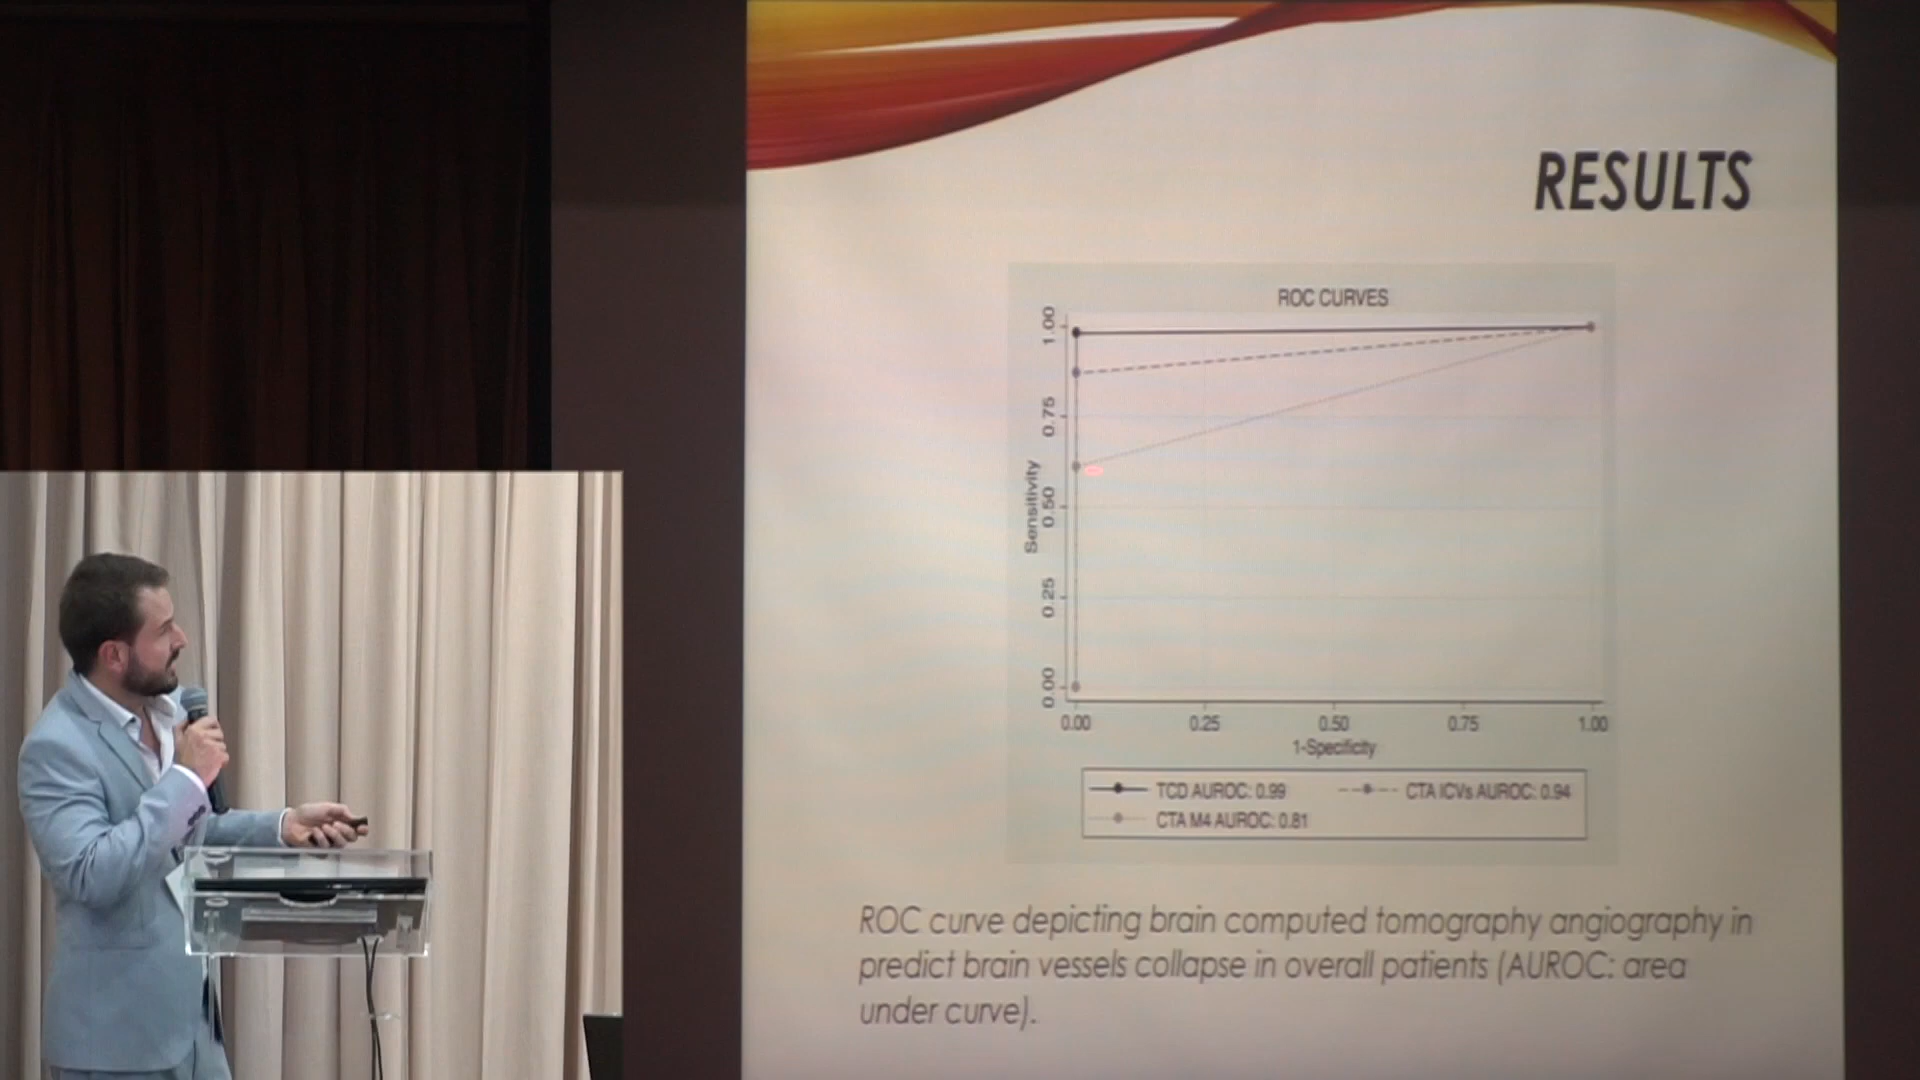 RESULTS
ROC CURVES
Sensitivity
1.00
0.75
0.50
0.25
0.00
0.00 0.25 0.50 0.75 1.00
1-Specificity
TCD AUROC: 0.99 CTA ICVs AUROC: 0.94
CTA M4 AUROC: 0.81
ROC curve depicting brain computed tomography angiography in
predict brain vessels collapse in overall patients (AUROC: area
under curve).